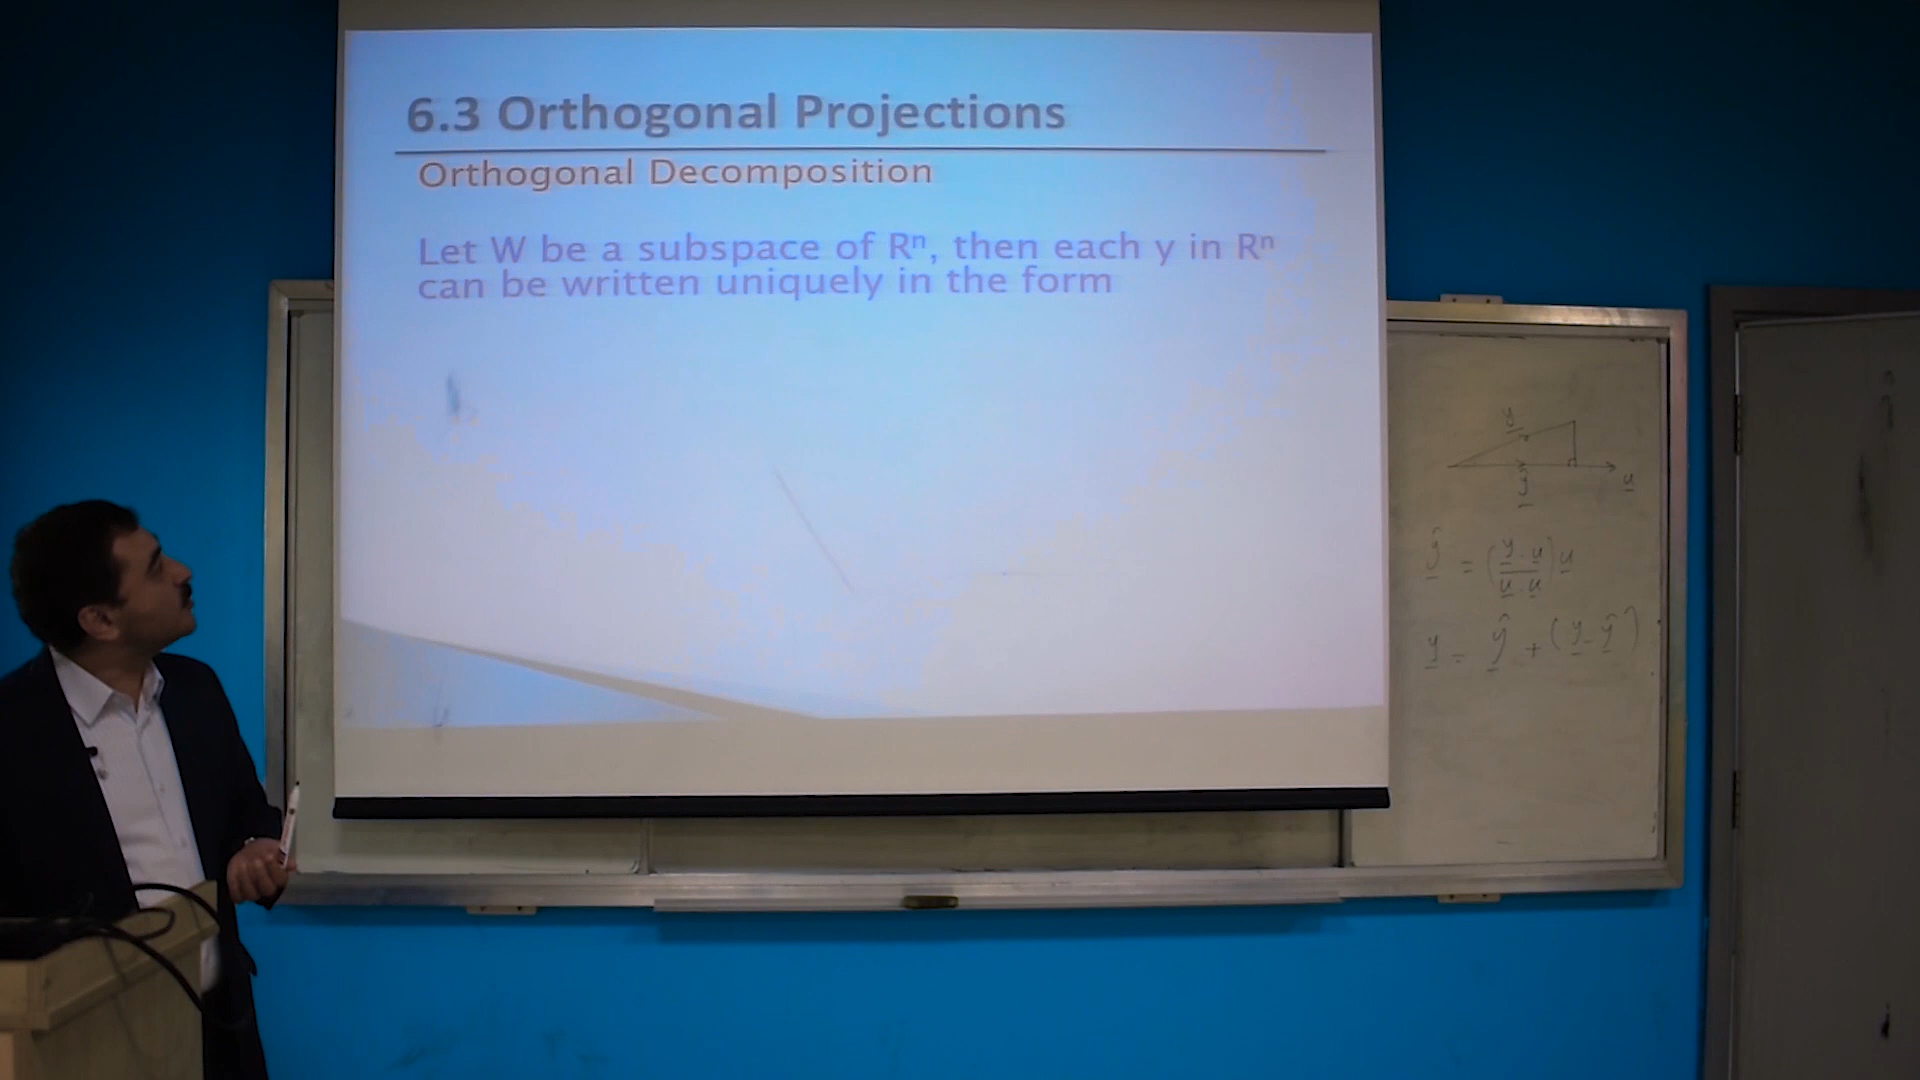 6.3 Orthogonal Projections
Orthogonal Decomposition
Let W be a subspace of Rⁿ, then each y in Rⁿ
can be written uniquely in the form
y
ŷ
u
ŷ = (y . u / u . u) u
y = ŷ + (y - ŷ)